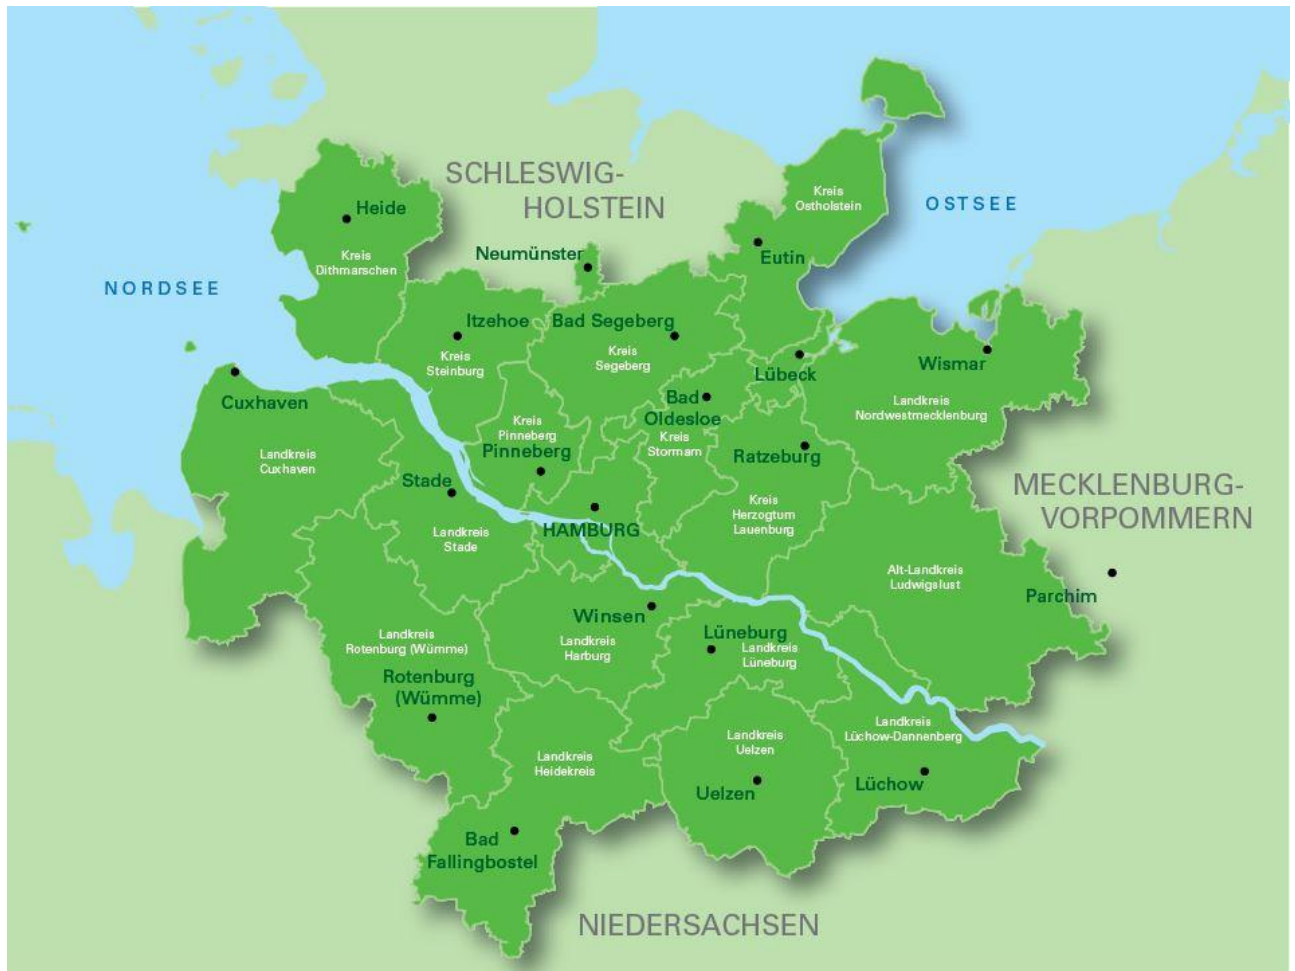 SCHLESWIG-
HOLSTEIN
Kreis
Ostholstein
OSTSEE
Heide
Neumünster
Eutin
Kreis
Dithmarschen
NORDSEE
Itzehoe
Bad Segeberg
Kreis
Steinburg
Kreis
Segeberg
Lübeck
Wismar
Cuxhaven
Bad
Oldesloe
Landkreis
Nordwestmecklenburg
Kreis
Pinneberg
Pinneberg
Kreis
Stormarn
Ratzeburg
Landkreis
Cuxhaven
Stade
MECKLENBURG-
VORPOMMERN
Kreis
Herzogtum
Lauenburg
Landkreis
Stade
HAMBURG
Alt-Landkreis
Ludwigslust
Parchim
Winsen
Landkreis
Rotenburg (Wümme)
Landkreis
Harburg
Lüneburg
Landkreis
Lüneburg
Rotenburg
(Wümme)
Landkreis
Lüchow-Dannenberg
Landkreis
Uelzen
Landkreis
Heidekreis
Uelzen
Lüchow
Bad
Fallingbostel
NIEDERSACHSEN